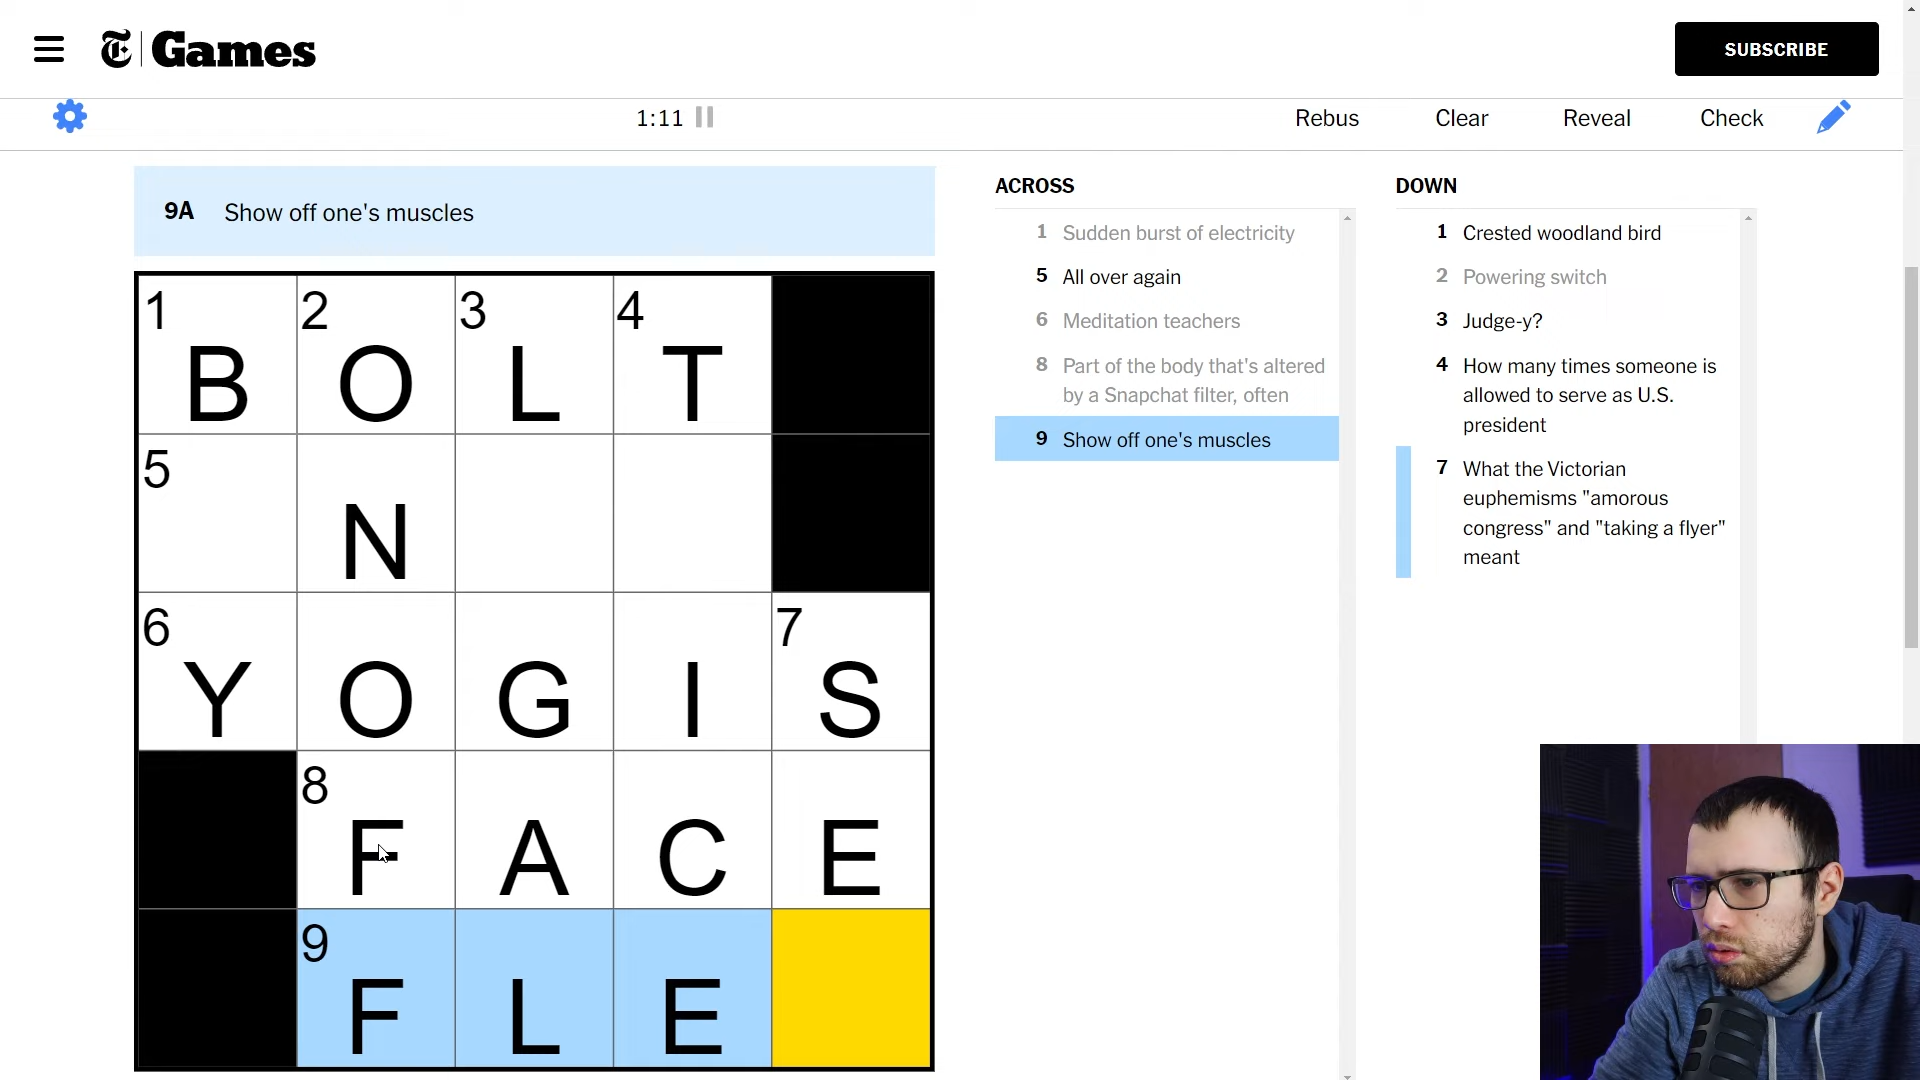 T Games
SUBSCRIBE
1:11
Rebus Clear Reveal Check
9A Show off one's muscles
1 B 2 O 3 L 4 T
5 N
6 Y O G I 7 S
8 F A C E
9 F L E
ACROSS
1 Sudden burst of electricity
5 All over again
6 Meditation teachers
8 Part of the body that's altered
by a Snapchat filter, often
9 Show off one's muscles
DOWN
1 Crested woodland bird
2 Powering switch
3 Judge-y?
4 How many times someone is
allowed to serve as U.S.
president
7 What the Victorian
euphemisms "amorous
congress" and "taking a flyer"
meant